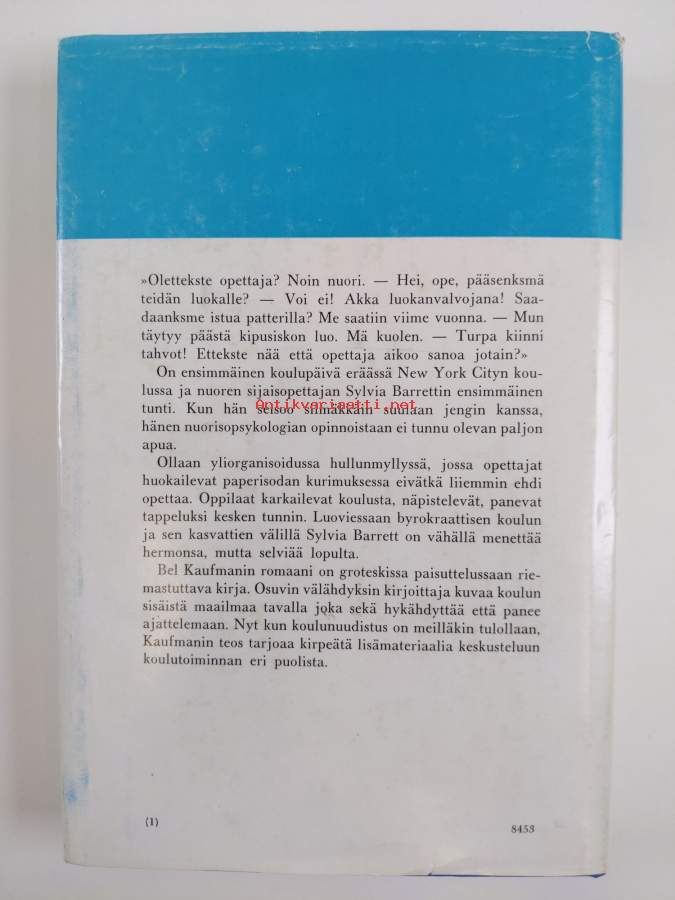 »Olettekste opettaja? Noin nuori. — Hei, ope, pääsenksmä
teidän luokalle? — Voi ei! Akka luokanvalvojana! Saa-
daanksme istua patterilla? Me saatiin viime vuonna. — Mun
täytyy päästä kipusiskon luo. Mä kuolen. — Turpa kiinni
tahvot! Ettekste nää että opettaja aikoo sanoa jotain?»
On ensimmäinen koulupäivä eräässä New York Cityn kou-
lussa ja nuoren sijaisopettajan Sylvia Barrettin ensimmäinen
tunti. Kun hän seisoo silmäkkäin suuliaan jengin kanssa,
Antikvariaatti.net
hänen nuorisopsykologian opinnoistaan ei tunnu olevan paljon
apua.
Ollaan yliorganisoidussa hullunmyllyssä, jossa opettajat
huokailevat paperisodan kurimuksessa eivätkä liiemmin ehdi
opettaa. Oppilaat karkailevat koulusta, näpistelevät, panevat
tappeluksi kesken tunnin. Luoviessaan byrokraattisen koulun
ja sen kasvattien välillä Sylvia Barrett on vähällä menettää
hermonsa, mutta selviää lopulta.
Bel Kaufmanin romaani on groteskissa paisuttelussaan rie-
mastuttava kirja. Osuvin välähdyksin kirjoittaja kuvaa koulun
sisäistä maailmaa tavalla joka sekä hykähdyttää että panee
ajattelemaan. Nyt kun koulunuudistus on meilläkin tulollaan,
Kaufmanin teos tarjoaa kirpeätä lisämateriaalia keskusteluun
koulutoiminnan eri puolista.
(1)
8453